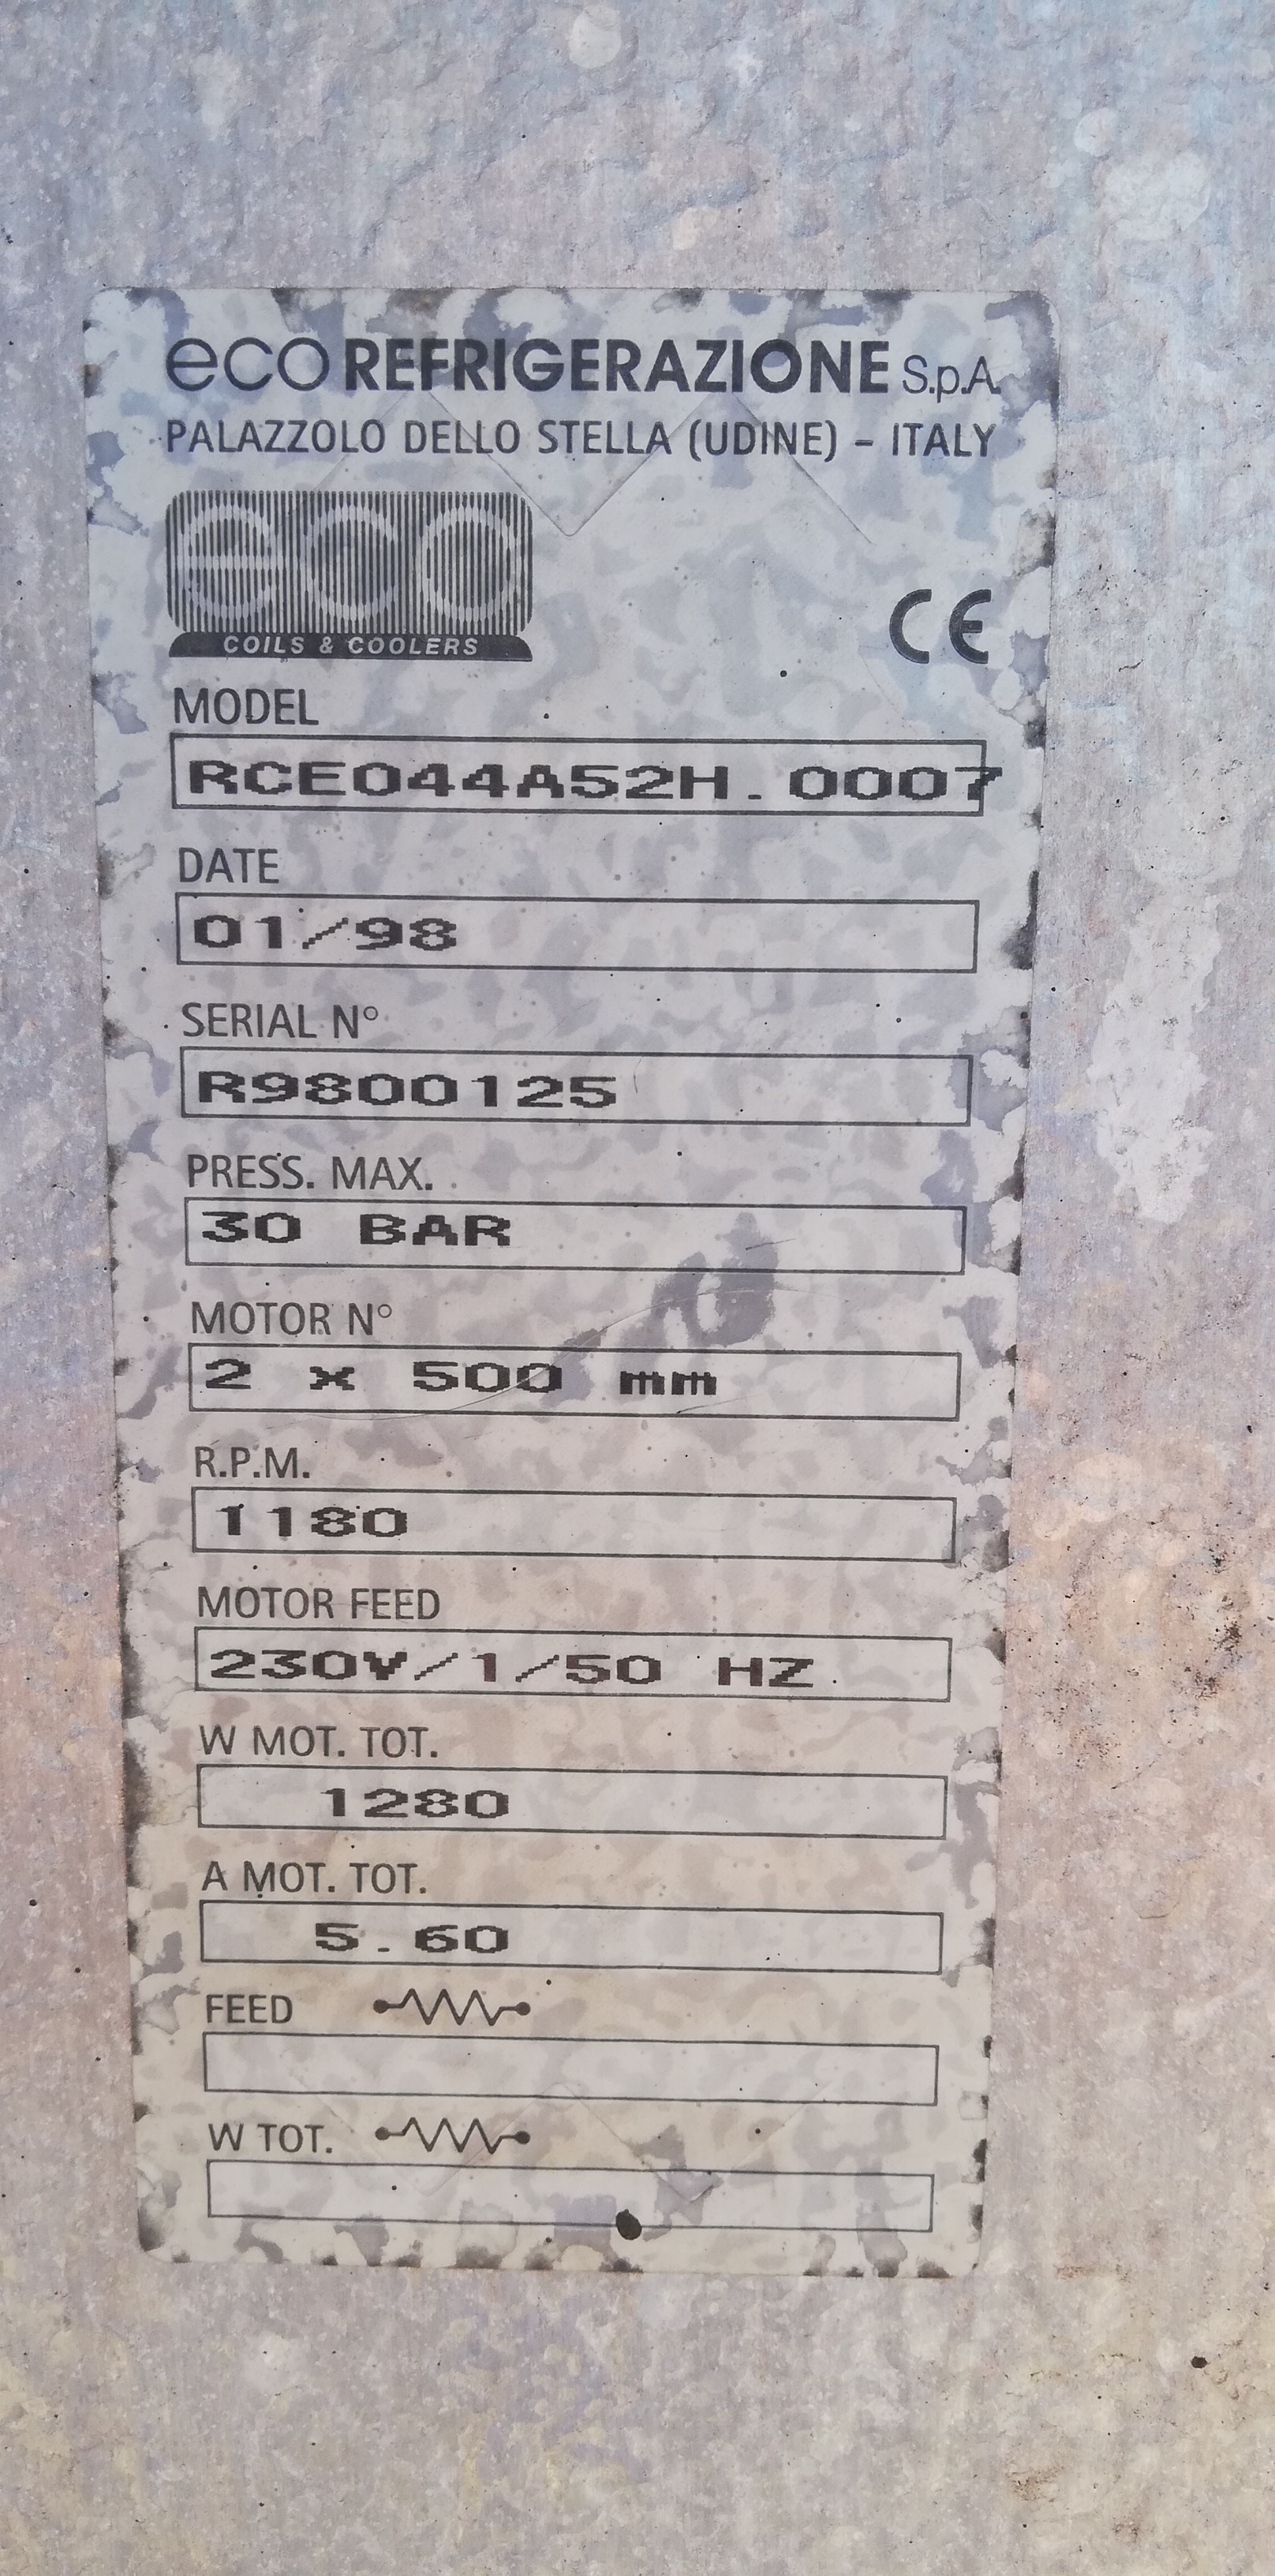 eco REFRIGERAZIONE S.p.A.
PALAZZOLO DELLO STELLA (UDINE) – ITALY
eco
COILS & COOLERS
CE
MODEL
RCE044A52H.0007
DATE
01/98
SERIAL N°
R9800125
PRESS. MAX.
30 BAR
MOTOR N°
2 x 500 mm
R.P.M.
1180
MOTOR FEED
230V/1/50 HZ
W MOT. TOT.
1280
A MOT. TOT.
5.60
FEED
W TOT.